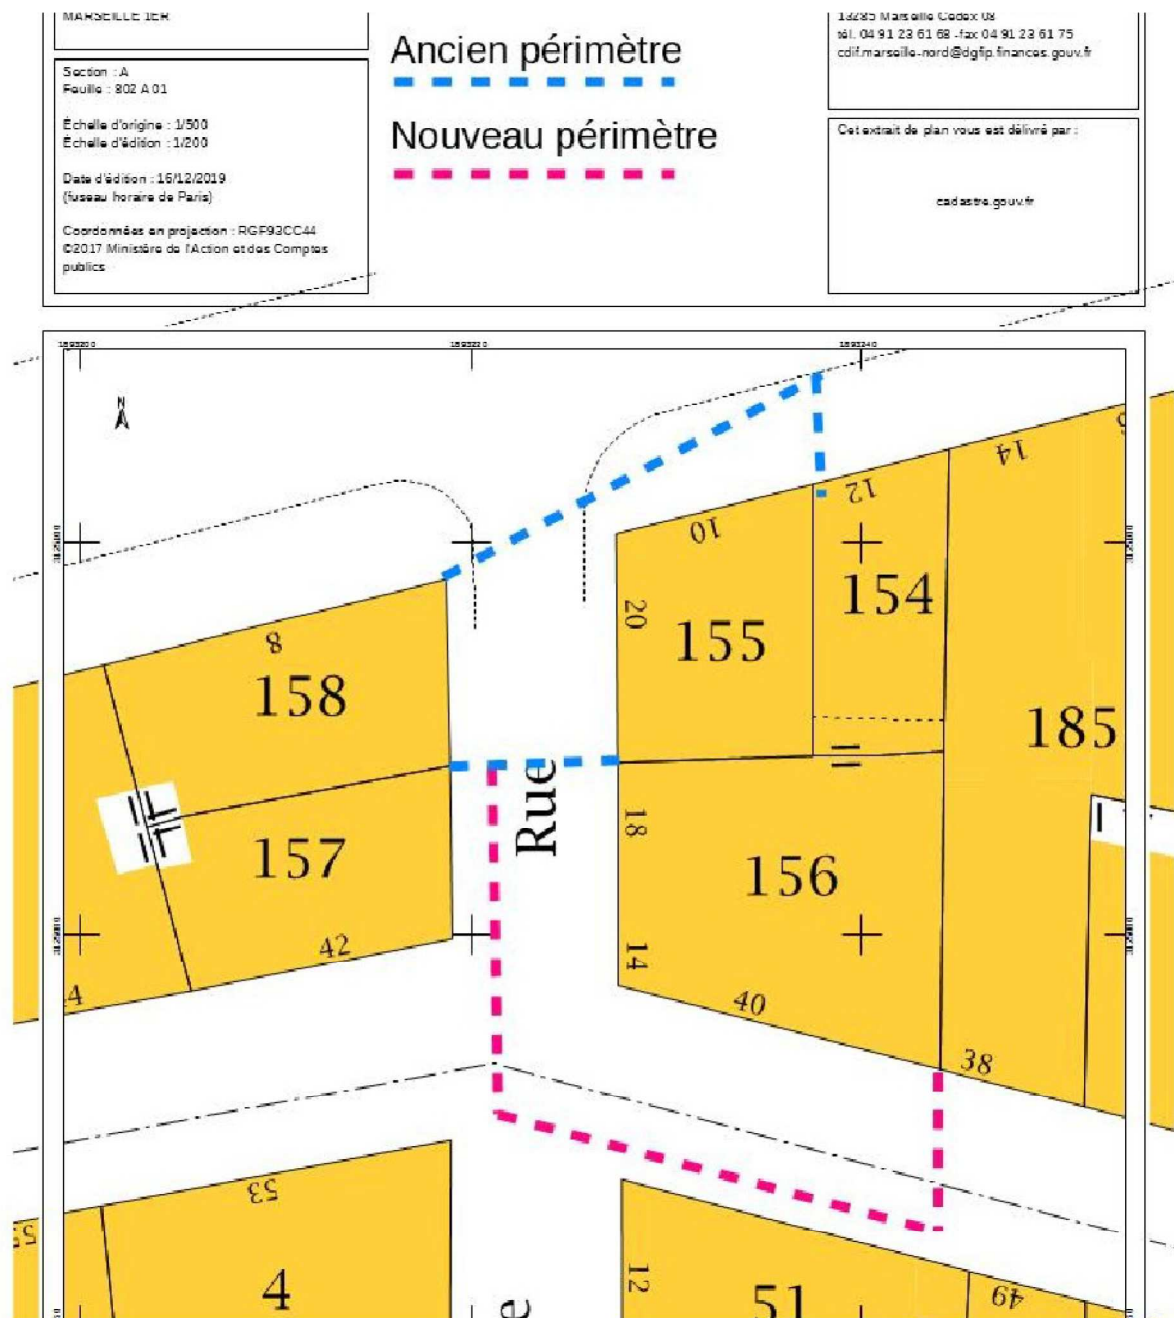 MARSEILLE 1ER
Section : A
Feuille : 802 A 01
Échelle d'origine : 1/500
Échelle d'édition : 1/200
Date d'édition : 16/12/2019
(fuseau horaire de Paris)
Coordonnées en projection : RGF93CC44
©2017 Ministère de l'Action et des Comptes
publics
Ancien périmètre
Nouveau périmètre
13285 Marseille Cedex 08
tél. 04 91 23 61 68 -fax 04 91 23 61 75
cdif.marseille-nord@dgfip.finances.gouv.fr
Cet extrait de plan vous est délivré par :
cadastre.gouv.fr
1893200
1893220
1893240
N
14
12
10
154
20
155
8
158
185
Rue
18
157
156
42
14
40
38
53
4
12
51
49